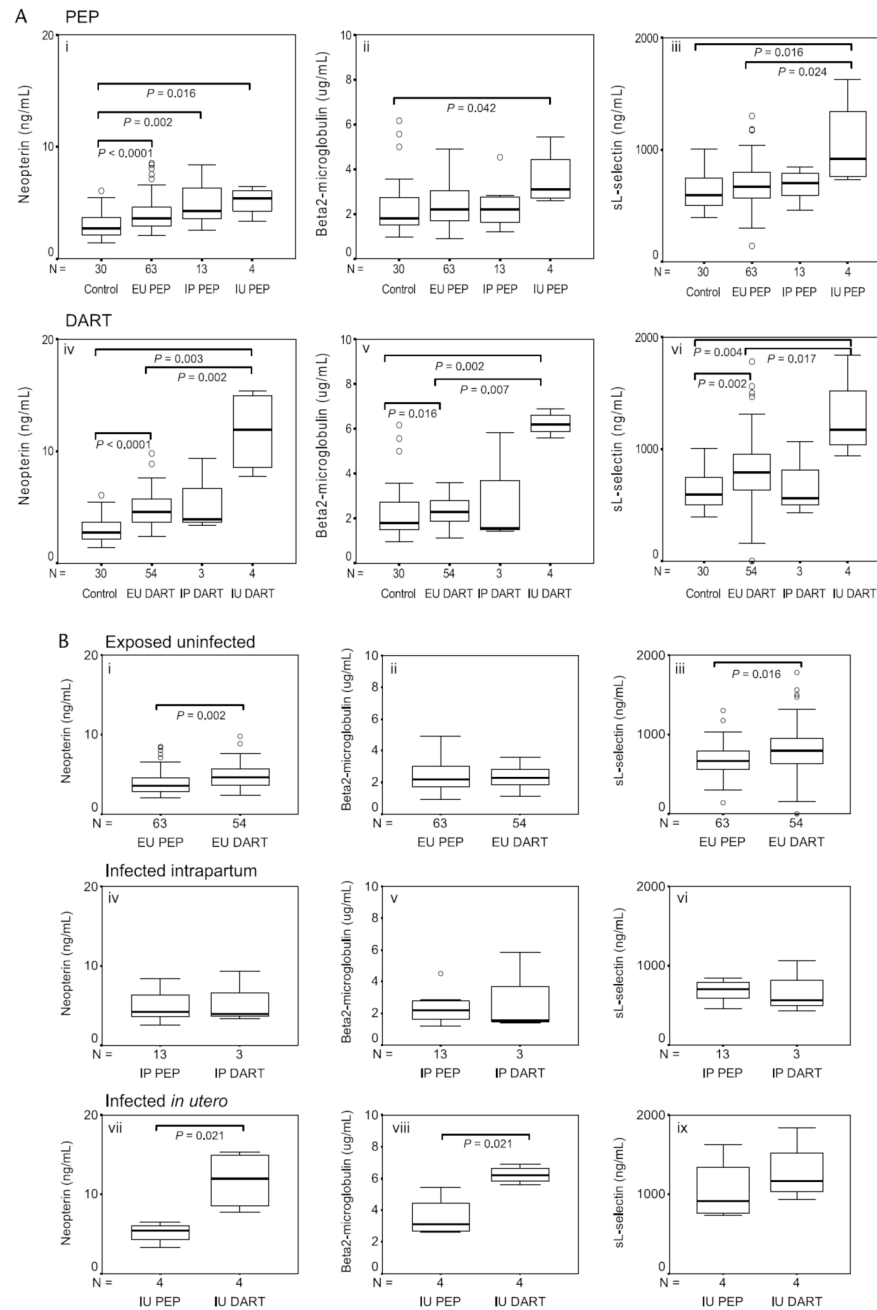 A
PEP
i
Neopterin (ng/mL)
20
10
0
P = 0.016
P = 0.002
P < 0.0001
N = 30 63 13 4
Control EU PEP IP PEP IU PEP
ii
Beta2-microglobulin (ug/mL)
10
8
6
4
2
0
P = 0.042
N = 30 63 13 4
Control EU PEP IP PEP IU PEP
iii
sL-selectin (ng/mL)
2000
1000
0
P = 0.016
P = 0.024
N = 30 63 13 4
Control EU PEP IP PEP IU PEP
DART
iv
Neopterin (ng/mL)
20
10
0
P = 0.003
P = 0.002
P < 0.0001
N = 30 54 3 4
Control EU DART IP DART IU DART
v
Beta2-microglobulin (ug/mL)
10
8
6
4
2
0
P = 0.002
P = 0.007
P = 0.016
N = 30 54 3 4
Control EU DART IP DART IU DART
vi
sL-selectin (ng/mL)
2000
1000
0
P = 0.004
P = 0.017
P = 0.002
N = 30 54 3 4
Control EU DART IP DART IU DART
B
Exposed uninfected
i
Neopterin (ng/mL)
20
10
0
P = 0.002
N = 63 54
EU PEP EU DART
ii
Beta2-microglobulin (ug/mL)
10
8
6
4
2
0
N = 63 54
EU PEP EU DART
iii
sL-selectin (ng/mL)
2000
1000
0
P = 0.016
N = 63 54
EU PEP EU DART
Infected intrapartum
iv
Neopterin (ng/mL)
20
10
0
N = 13 3
IP PEP IP DART
v
Beta2-microglobulin (ug/mL)
10
8
6
4
2
0
N = 13 3
IP PEP IP DART
vi
sL-selectin (ng/mL)
2000
1000
0
N = 13 3
IP PEP IP DART
Infected in utero
vii
Neopterin (ng/mL)
20
10
0
P = 0.021
N = 4 4
IU PEP IU DART
viii
Beta2-microglobulin (ug/mL)
10
8
6
4
2
0
P = 0.021
N = 4 4
IU PEP IU DART
ix
sL-selectin (ng/mL)
2000
1000
0
N = 4 4
IU PEP IU DART